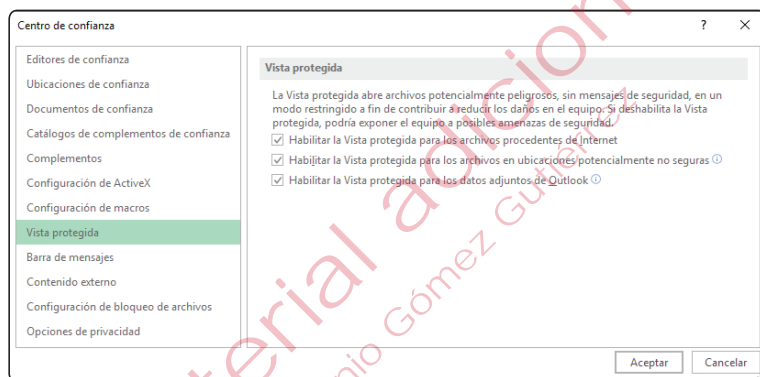 Centro de confianza
? ×
Editores de confianza
Ubicaciones de confianza
Documentos de confianza
Catálogos de complementos de confianza
Complementos
Configuración de ActiveX
Configuración de macros
Vista protegida
Barra de mensajes
Contenido externo
Configuración de bloqueo de archivos
Opciones de privacidad
Vista protegida
La Vista protegida abre archivos potencialmente peligrosos, sin mensajes de seguridad, en un
modo restringido a fin de contribuir a reducir los daños en el equipo. Si deshabilita la Vista
protegida, podría exponer el equipo a posibles amenazas de seguridad.
Habilitar la Vista protegida para los archivos procedentes de Internet
Habilitar la Vista protegida para los archivos en ubicaciones potencialmente no seguras
Habilitar la Vista protegida para los datos adjuntos de Outlook
Aceptar
Cancelar
Gómez Gutiérrez